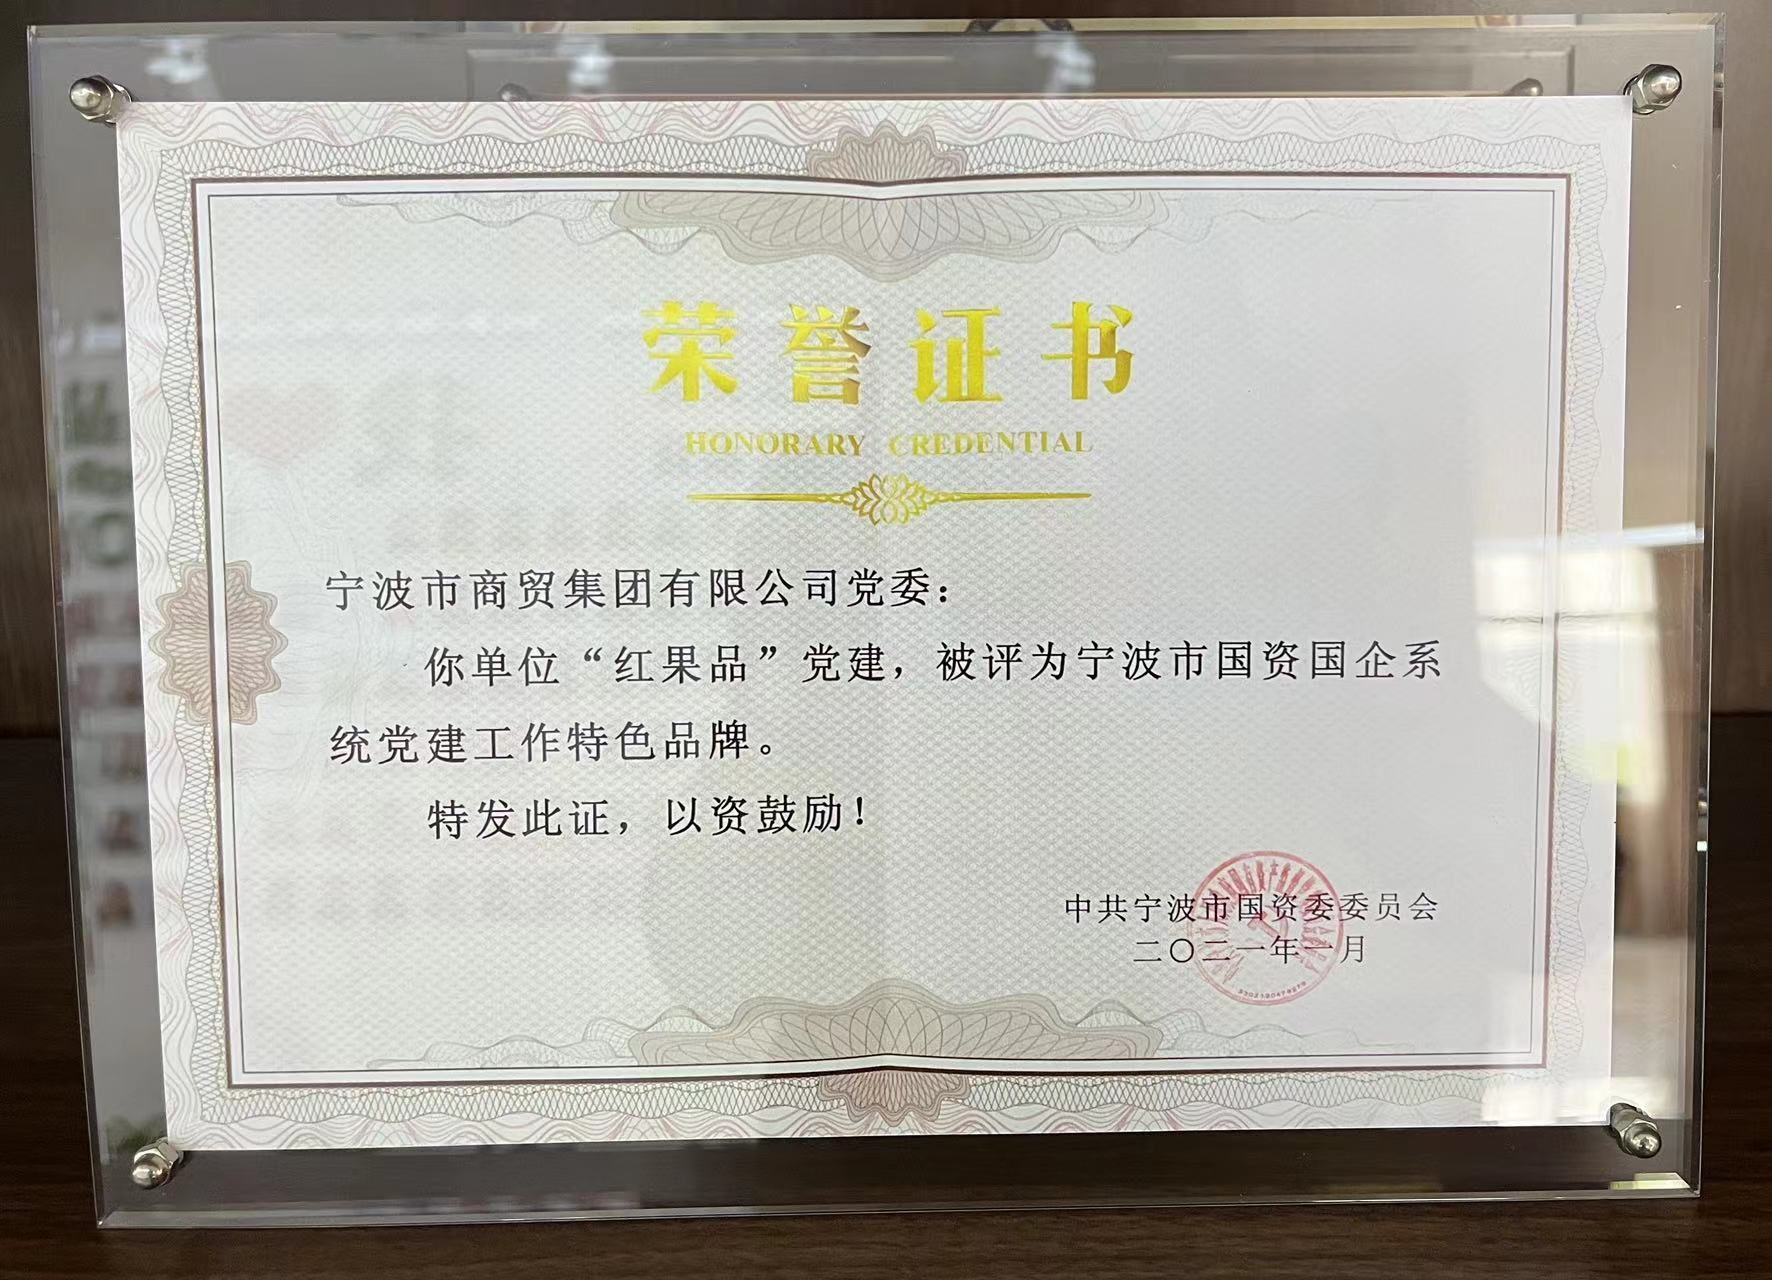 荣誉证书
HONORARY CREDENTIAL
宁波市商贸集团有限公司党委：
你单位“红果品”党建，被评为宁波市国资国企系
统党建工作特色品牌。
特发此证，以资鼓励！
中共宁波市国资委委员会
二〇二一年一月